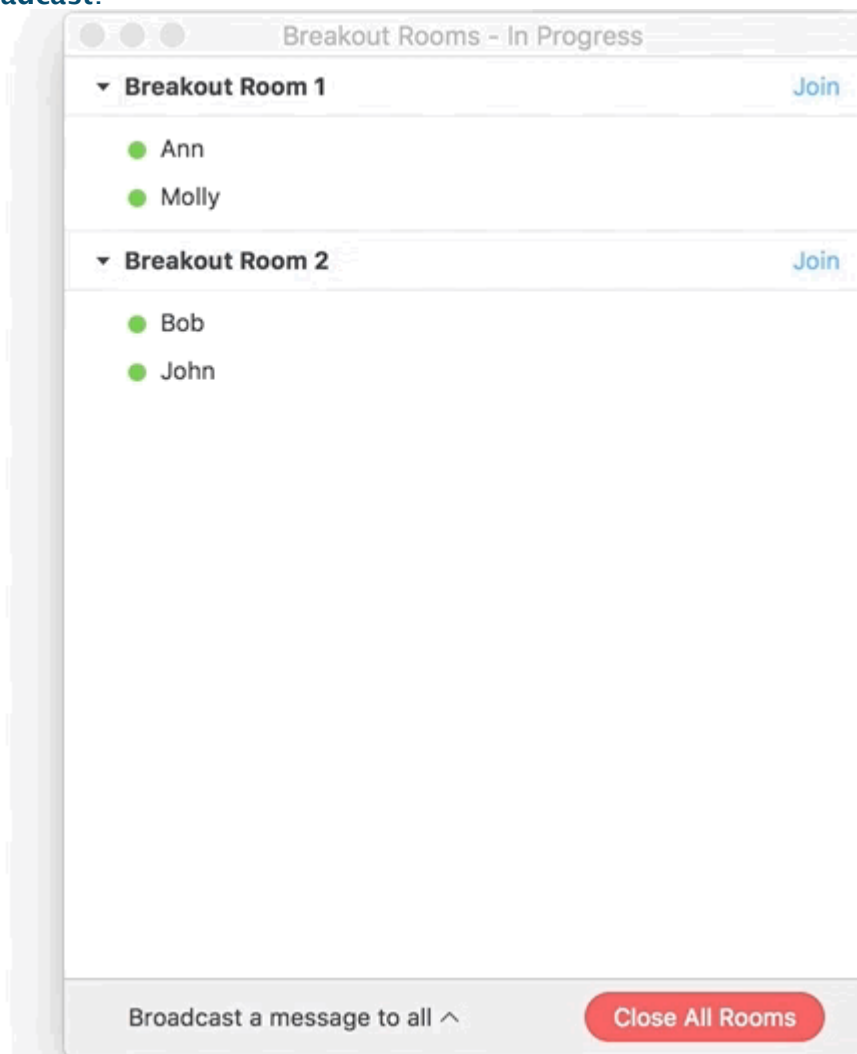 Breakout Rooms - In Progress
Breakout Room 1 Join
Ann
Molly
Breakout Room 2 Join
Bob
John
Broadcast a message to all
Close All Rooms